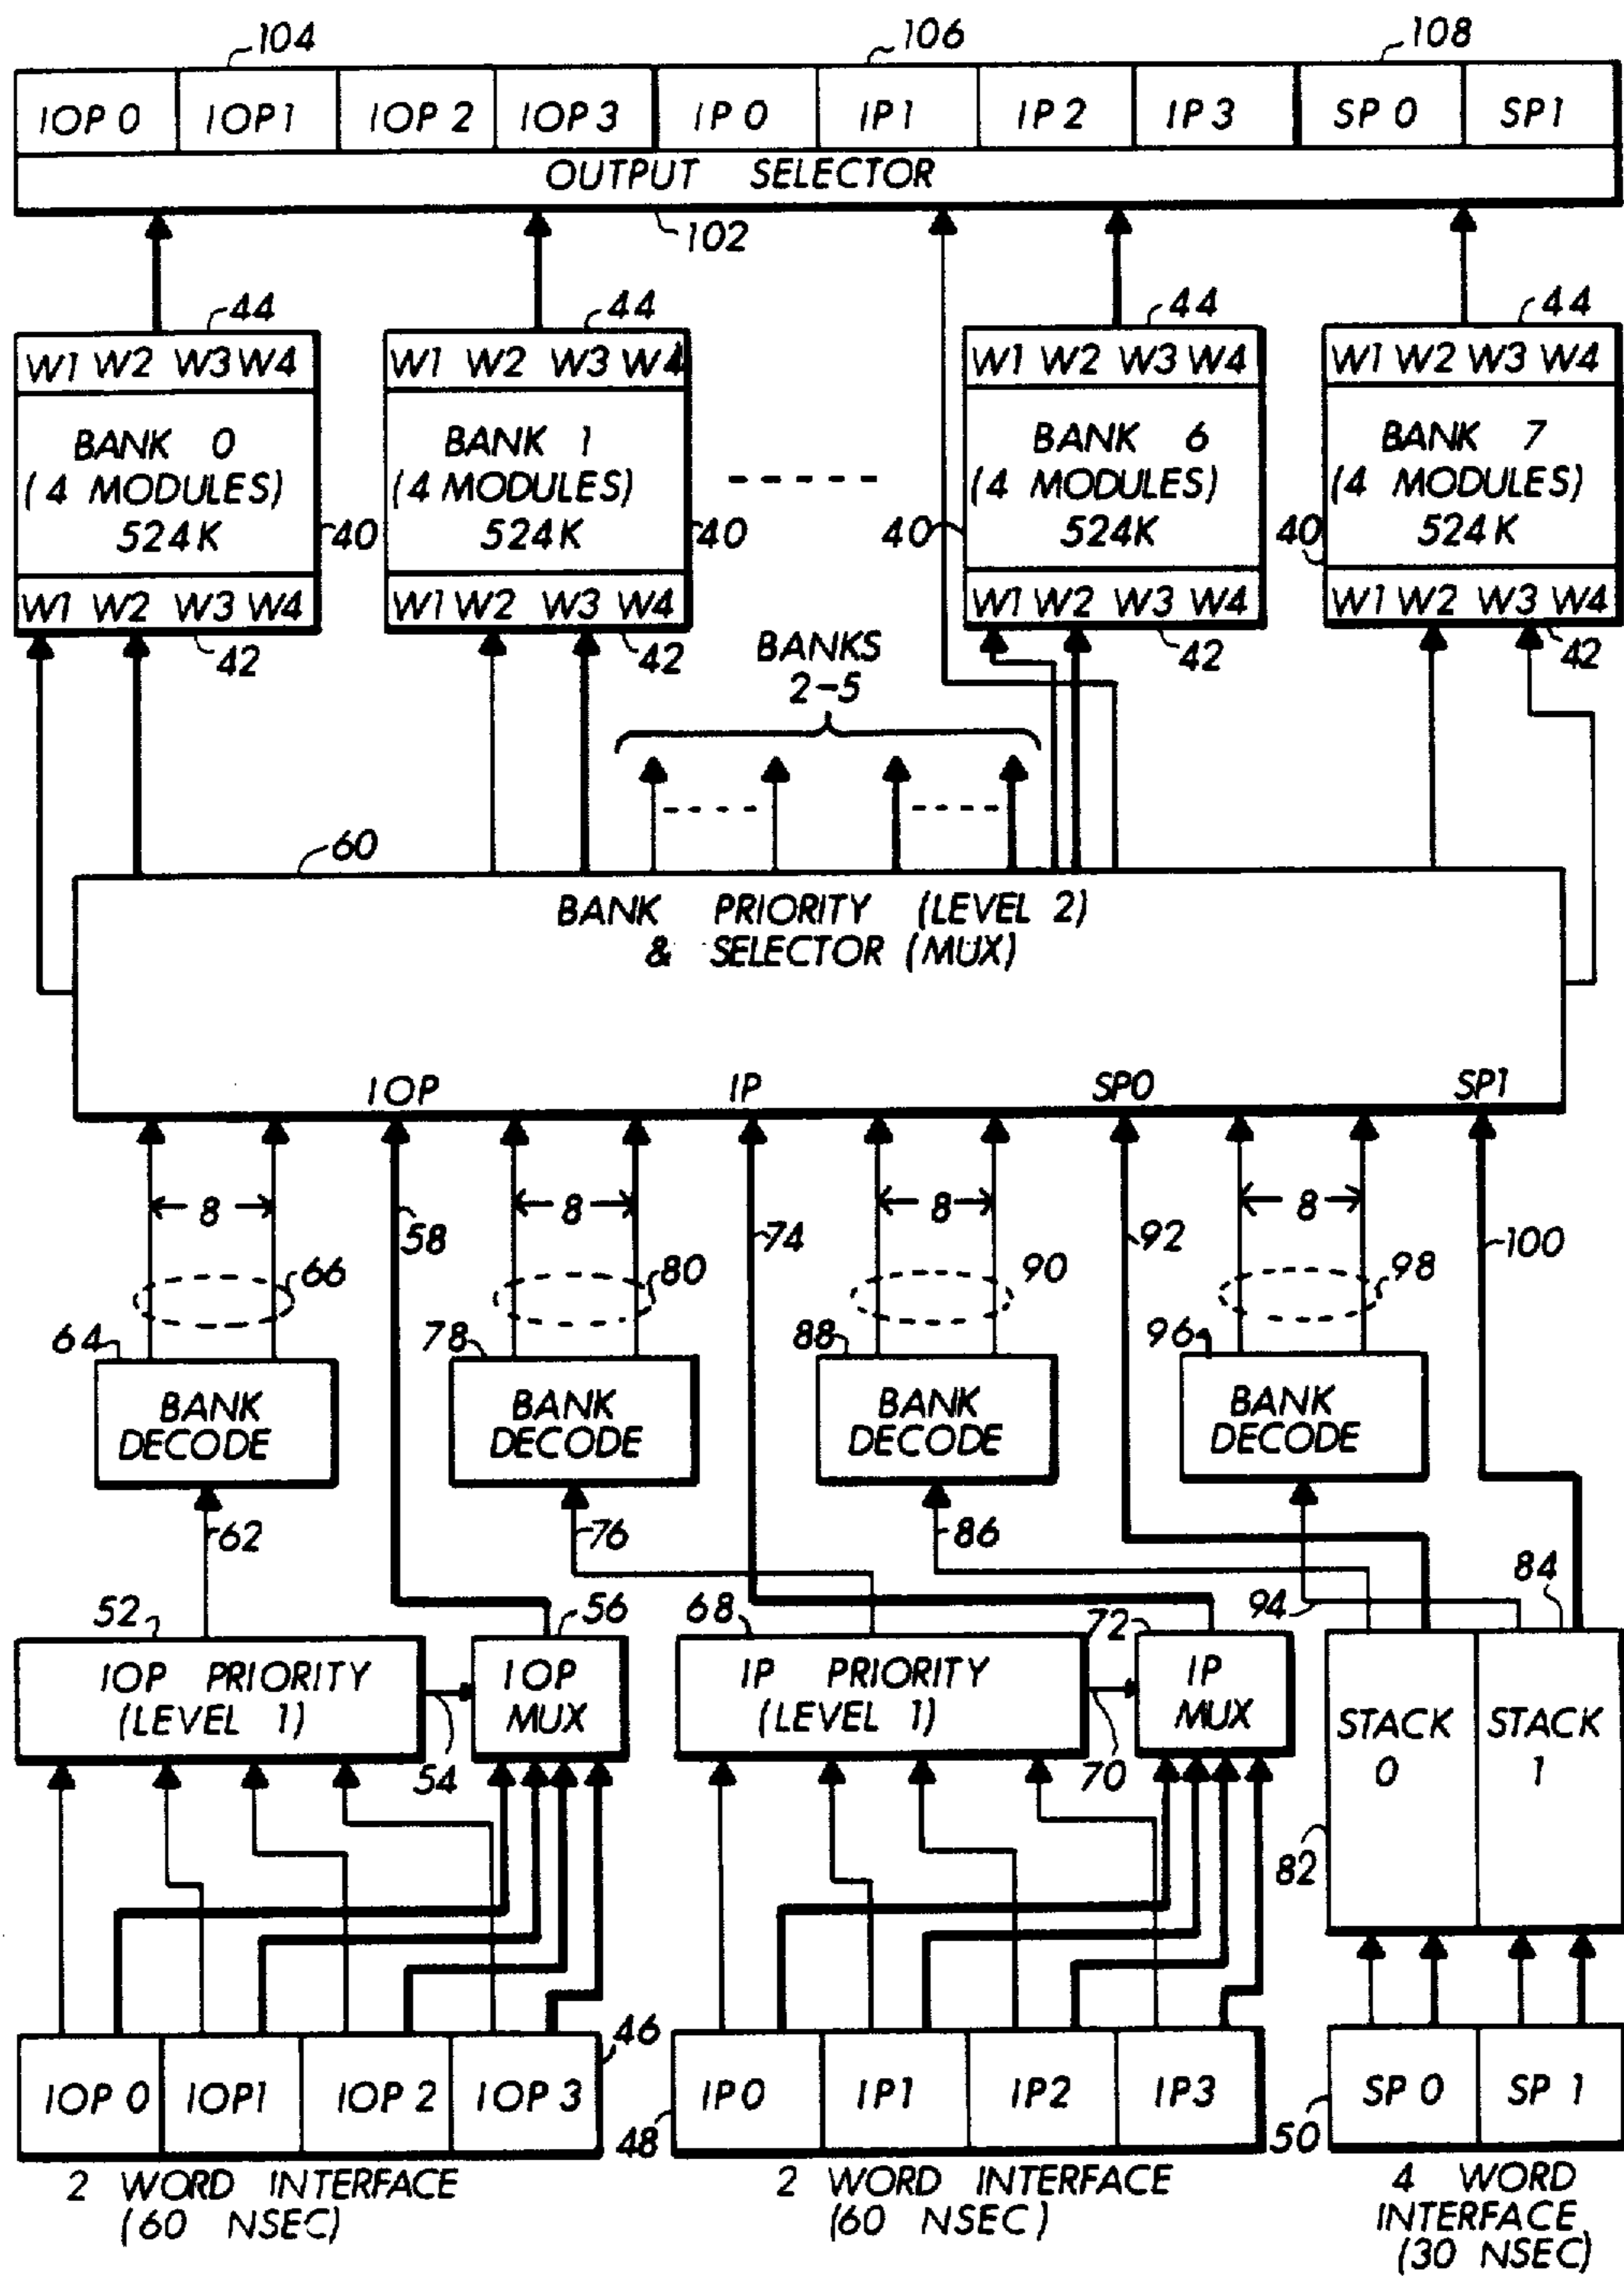 104 106 108
IOP 0 IOP1 IOP 2 IOP3 IP 0 IP1 IP 2 IP3 SP 0 SP1
OUTPUT SELECTOR
102
44 44 44 44
W1 W2 W3 W4 W1 W2 W3 W4 W1 W2 W3 W4 W1 W2 W3 W4
BANK 0
(4 MODULES)
524K
BANK 1
(4 MODULES)
524K
BANK 6
(4 MODULES)
524K
BANK 7
(4 MODULES)
524K
40 40 40 40
W1 W2 W3 W4 W1 W2 W3 W4 W1 W2 W3 W4 W1 W2 W3 W4
42 42 42 42
BANKS
2-5
60
BANK PRIORITY (LEVEL 2)
& SELECTOR (MUX)
IOP IP SP0 SP1
8 8 8 8
58 74 92 100
66 80 90 98
64 78 88 96
BANK
DECODE
BANK
DECODE
BANK
DECODE
BANK
DECODE
62 76 86
52 56 68 72 94 84
IOP PRIORITY
(LEVEL 1)
IOP
MUX
IP PRIORITY
(LEVEL 1)
IP
MUX
STACK
0
STACK
1
54 70
82
46
IOP 0 IOP1 IOP 2 IOP 3 IP0 IP1 IP2 IP3 SP 0 SP 1
48 50
2 WORD INTERFACE
(60 NSEC)
2 WORD INTERFACE
(60 NSEC)
4 WORD
INTERFACE
(30 NSEC)